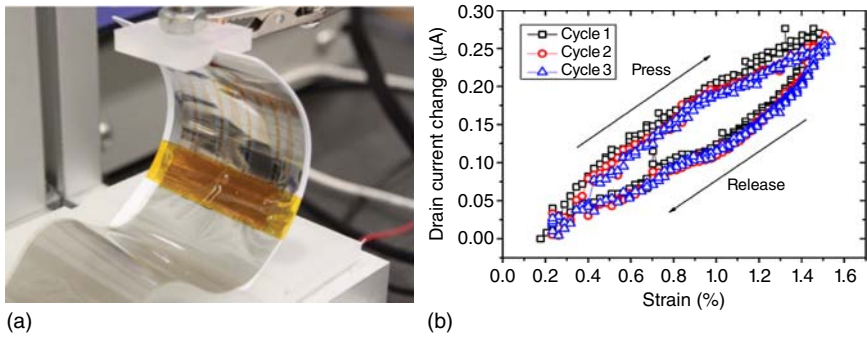 (a)
(b)
Drain current change (μA)
0.30
0.25
0.20
0.15
0.10
0.05
0.00
Cycle 1
Cycle 2
Cycle 3
Press
Release
0.0 0.2 0.4 0.6 0.8 1.0 1.2 1.4 1.6
Strain (%)